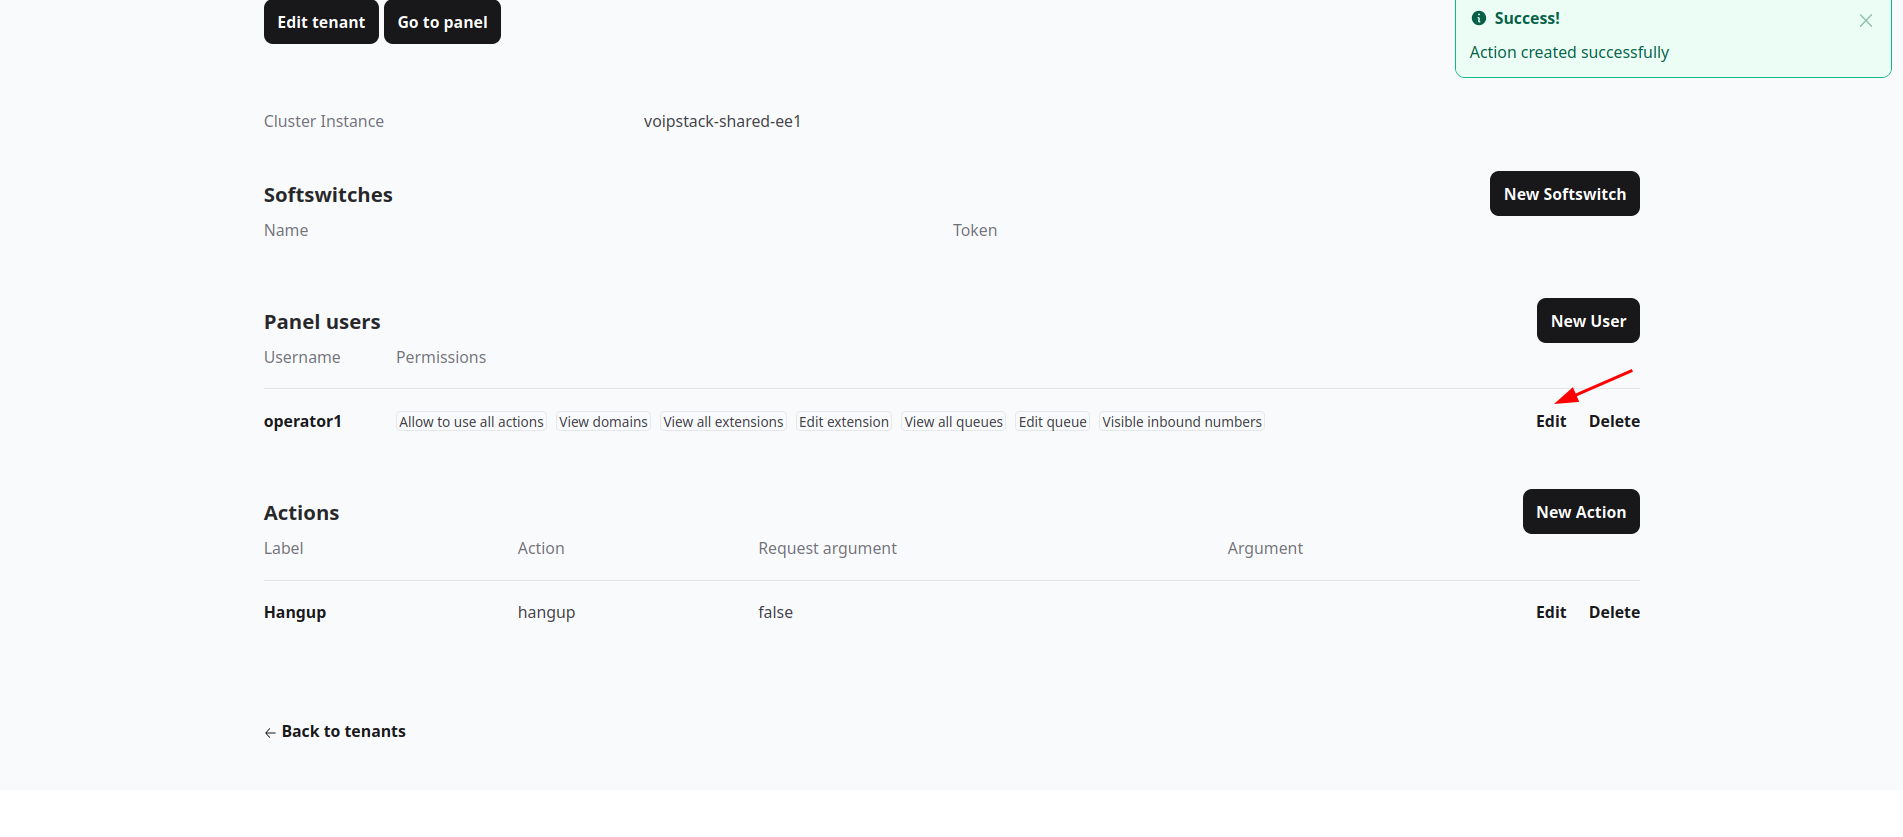 Edit tenant Go to panel
Success!
Action created successfully
Cluster Instance voipstack-shared-ee1
Softswitches New Softswitch
Name Token
Panel users New User
Username Permissions
operator1 Allow to use all actions View domains View all extensions Edit extension View all queues Edit queue Visible inbound numbers Edit Delete
Actions New Action
Label Action Request argument Argument
Hangup hangup false Edit Delete
← Back to tenants